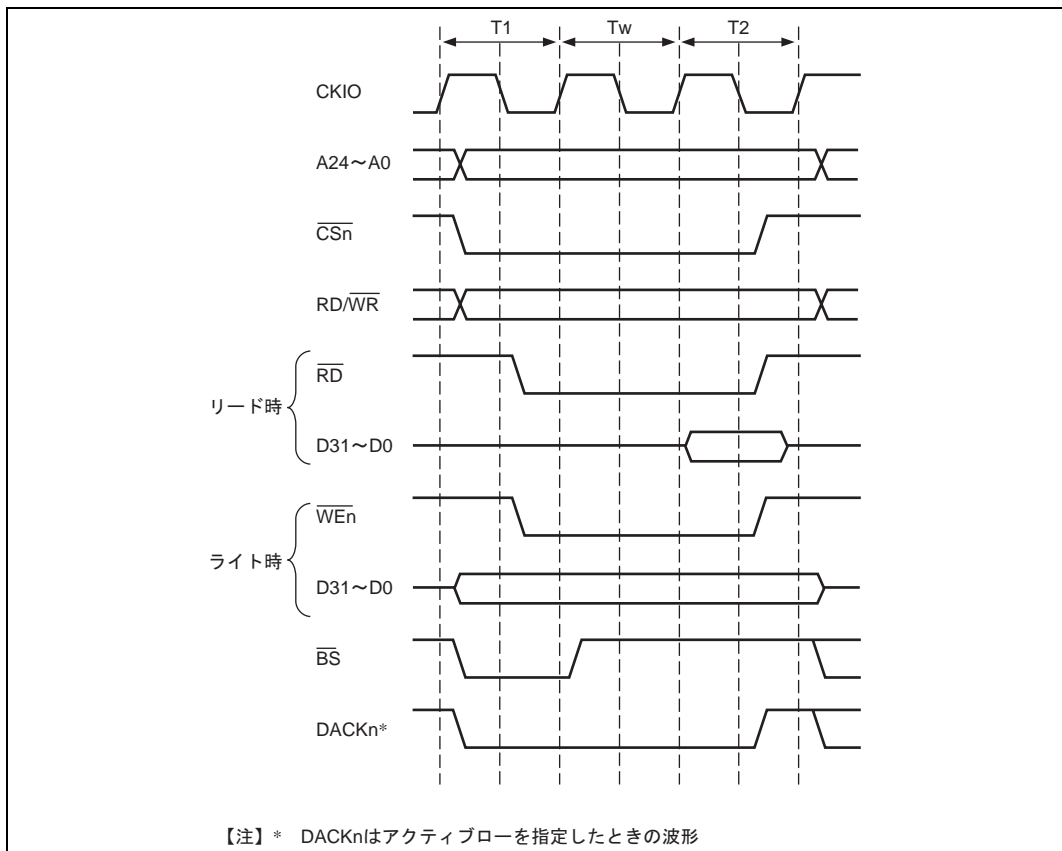 T1 Tw T2
CKIO
A24～A0
CSn
RD/WR
リード時
RD
D31～D0
ライト時
WEn
D31～D0
BS
DACKn*
【注】* DACKnはアクティブローを指定したときの波形